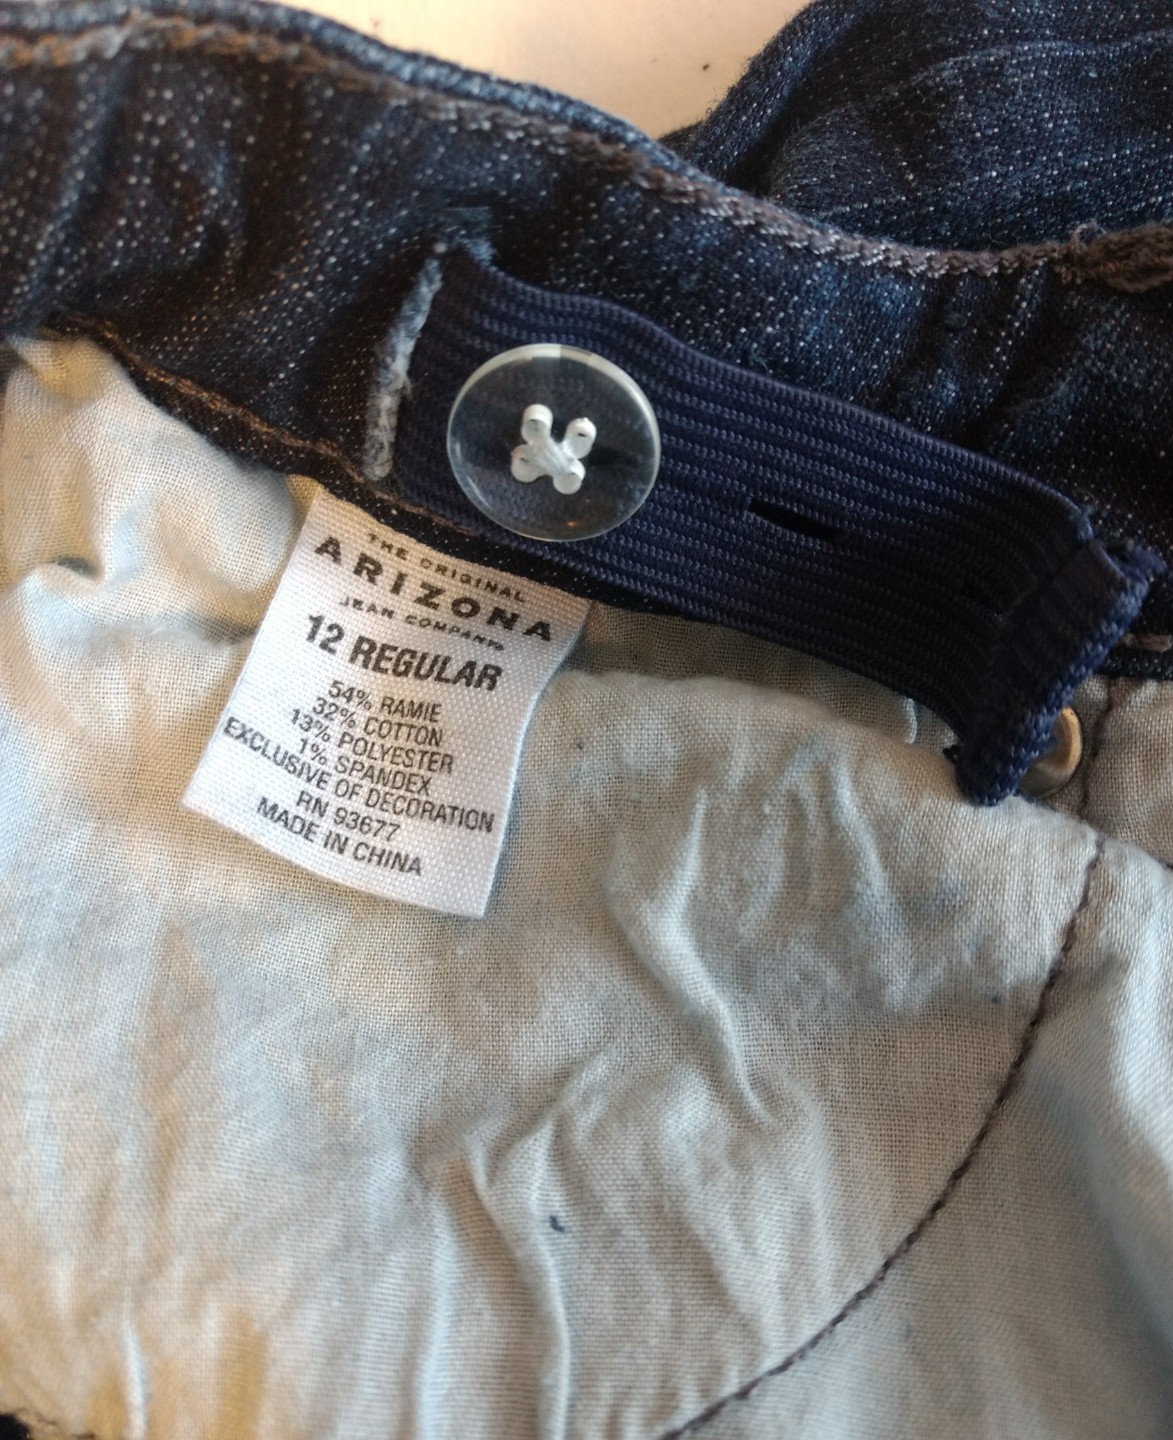 THE ORIGINAL
ARIZONA
JEAN COMPANY®
12 REGULAR
54% RAMIE
32% COTTON
13% POLYESTER
1% SPANDEX
EXCLUSIVE OF DECORATION
RN 93677
MADE IN CHINA